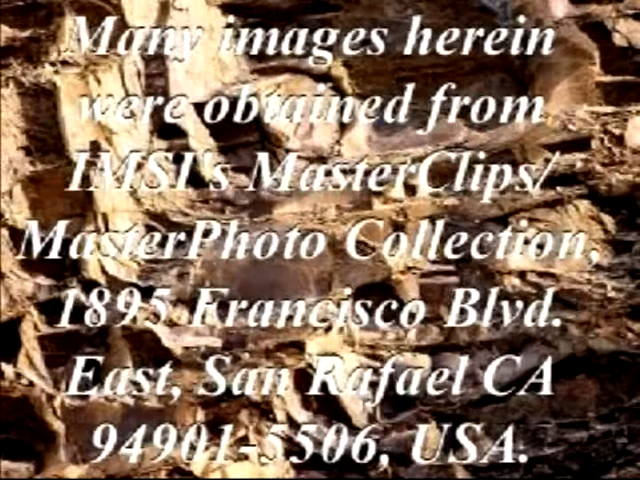 Many images herein
were obtained from
IMSI's MasterClips/
MasterPhoto Collection,
1895 Francisco Blvd.
East, San Rafael CA
94901-5506, USA.